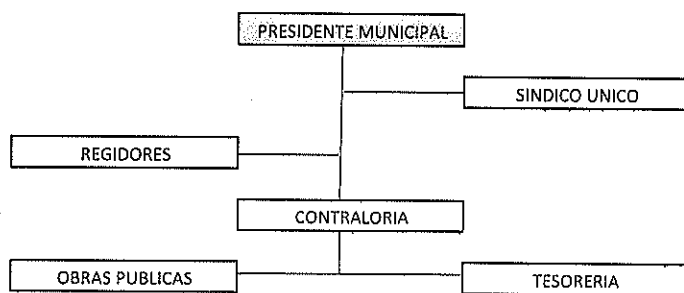 PRESIDENTE MUNICIPAL
SINDICO UNICO
REGIDORES
CONTRALORIA
OBRAS PUBLICAS
TESORERIA